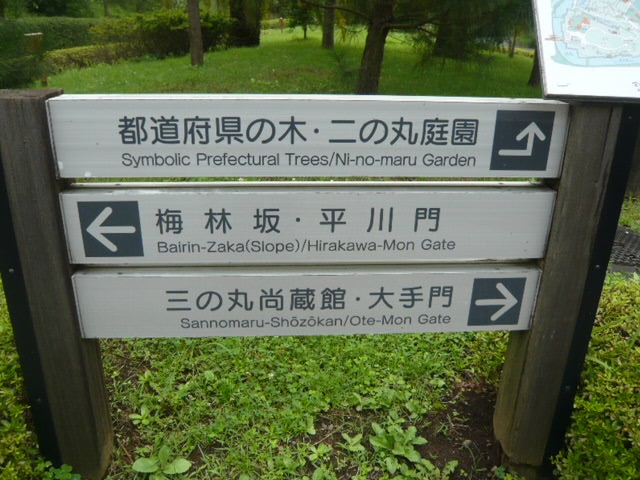 都道府県の木・二の丸庭園
Symbolic Prefectural Trees/Ni-no-maru Garden
梅林坂・平川門
Bairin-Zaka(Slope)/Hirakawa-Mon Gate
三の丸尚蔵館・大手門
Sannomaru-Shōzōkan/Ote-Mon Gate